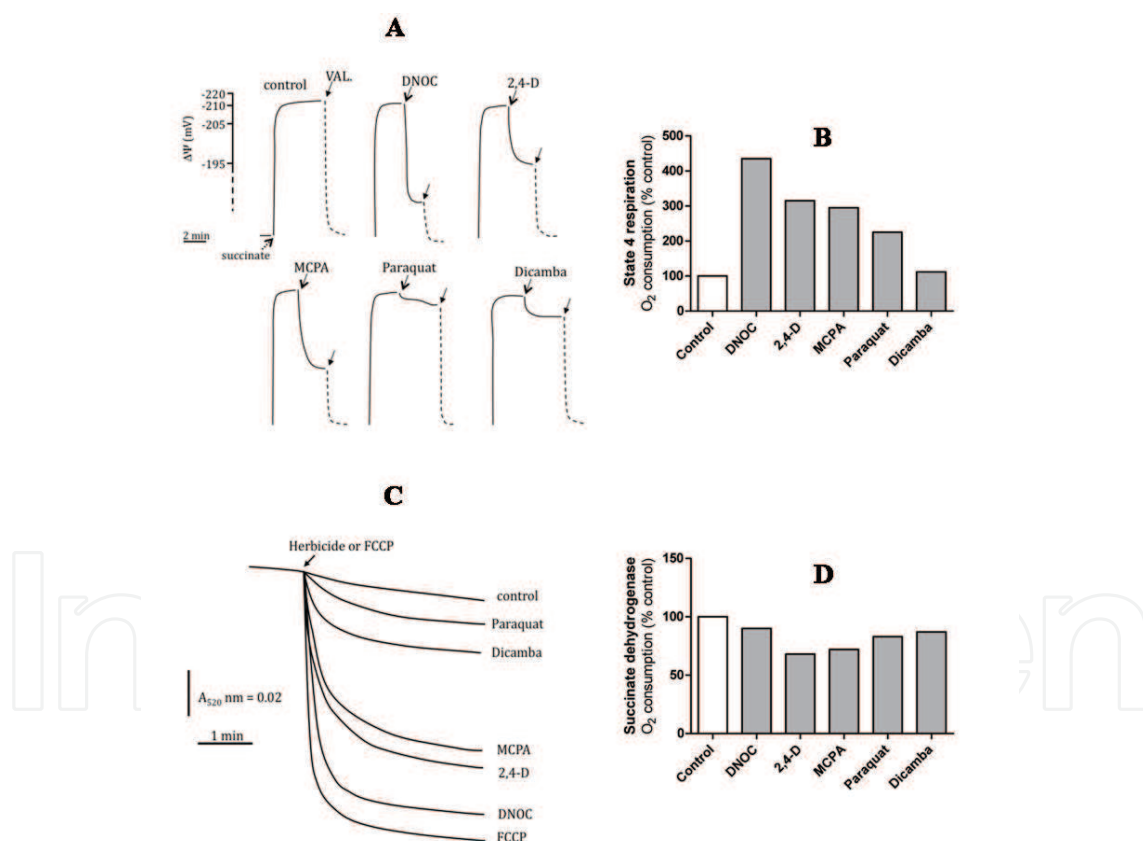 A
control
VAL.
DNOC
2,4-D
-220
-210
-205
-195
ΔΨ (mV)
2 min
succinate
MCPA
Paraquat
Dicamba
B
State 4 respiration
O2 consumption (% control)
500
400
300
200
100
0
Control
DNOC
2,4-D
MCPA
Paraquat
Dicamba
C
Herbicide or FCCP
control
Paraquat
Dicamba
MCPA
2,4-D
DNOC
FCCP
A520 nm = 0.02
1 min
D
Succinate dehydrogenase
O2 consumption (% control)
150
100
50
0
Control
DNOC
2,4-D
MCPA
Paraquat
Dicamba
In
en